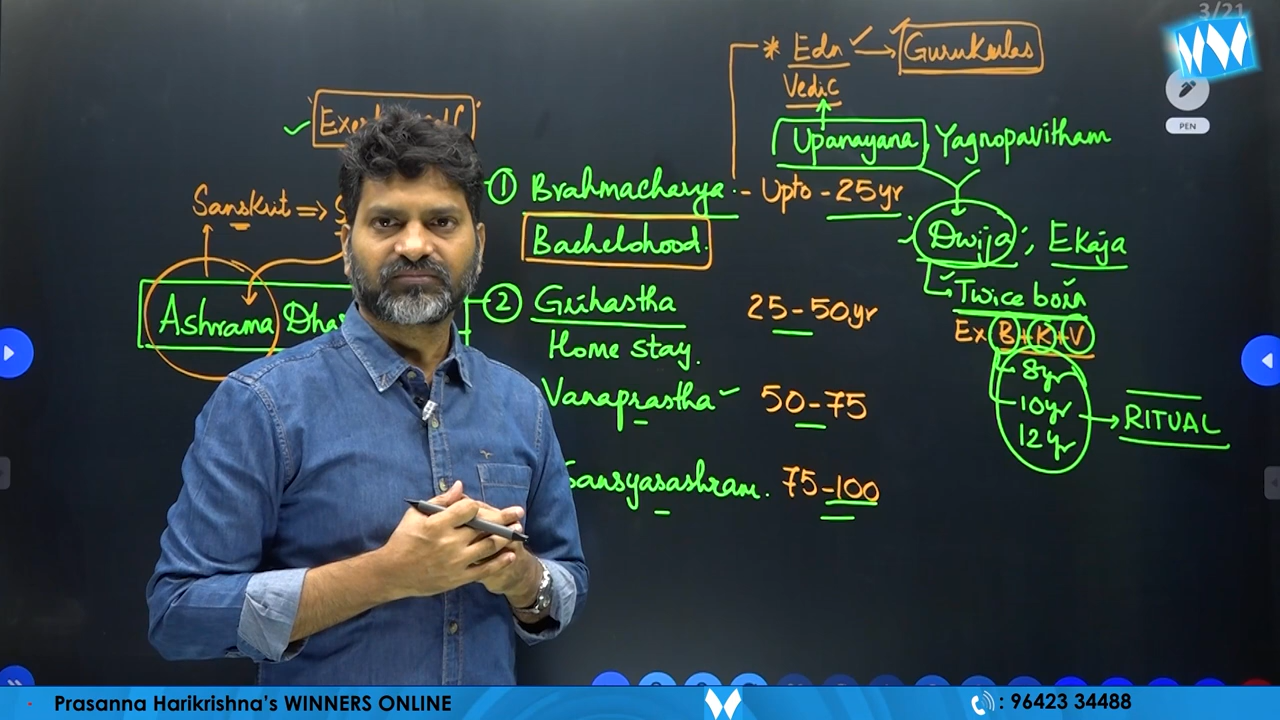 3/21
* Edn → Gurukulas
Vedic
PEN
Upanayana, Yagnopavitham
① Brahmacharya - Upto - 25yr
Sanskrit ⇒
Bachelohood.
Dwija ; Ekaja
Twice born
② Grihastha 25 - 50yr
Ex B+K+V
Ashrama
Home stay.
8yr
Vanaprastha 50 - 75
10yr → RITUAL
12yr
Sansyasashram. 75 - 100
Prasanna Harikrishna's WINNERS ONLINE
: 96423 34488